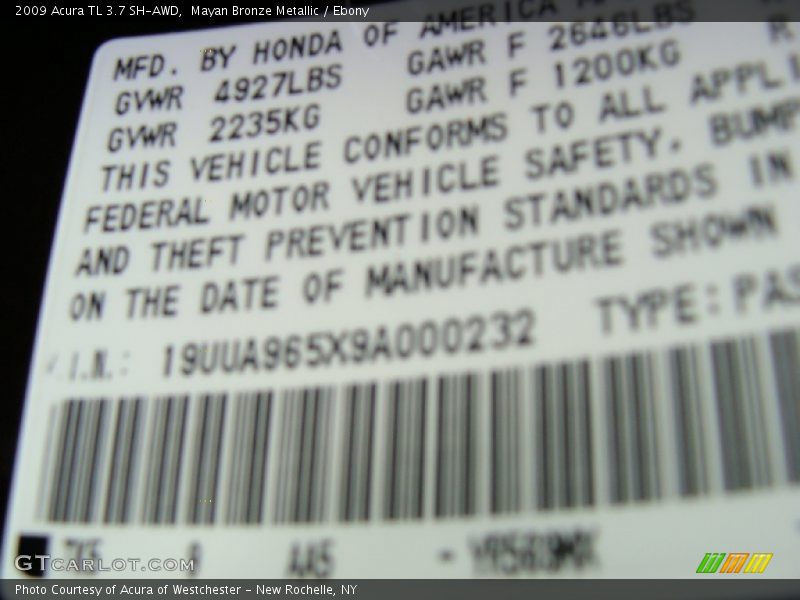 2009 Acura TL 3.7 SH-AWD,  Mayan Bronze Metallic / Ebony
MFD. BY HONDA OF AMERICA
GVWR 4927LBS GAWR F 2646LBS
GVWR 2235KG GAWR F 1200KG
THIS VEHICLE CONFORMS TO ALL APPLI
FEDERAL MOTOR VEHICLE SAFETY, BUMP
AND THEFT PREVENTION STANDARDS IN
ON THE DATE OF MANUFACTURE SHOWN
V.I.N.: 19UUA965X9A000232 TYPE: PAS
GTCARLOT.COM
Photo Courtesy of Acura of Westchester - New Rochelle, NY